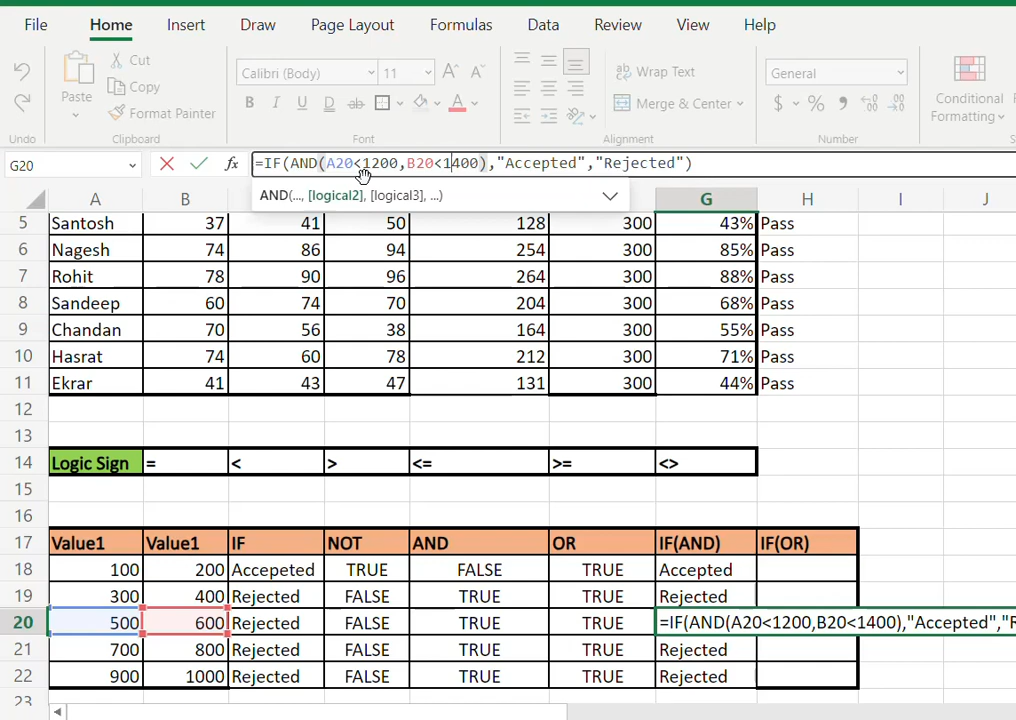 File Home Insert Draw Page Layout Formulas Data Review View Help
Cut
Paste Copy
Format Painter
Calibri (Body) 11
B I U D ab A
Wrap Text
Merge & Center
General
$ % 9
Conditional
Formatting
Undo Clipboard Font Alignment Number
G20 fx =IF(AND(A20<1200,B20<1400),"Accepted","Rejected")
AND(..., [logical2], [logical3], ...)
A B G H I J
5 Santosh 37 41 50 128 300 43% Pass
6 Nagesh 74 86 94 254 300 85% Pass
7 Rohit 78 90 96 264 300 88% Pass
8 Sandeep 60 74 70 204 300 68% Pass
9 Chandan 70 56 38 164 300 55% Pass
10 Hasrat 74 60 78 212 300 71% Pass
11 Ekrar 41 43 47 131 300 44% Pass
12
13
14 Logic Sign = < > <= >= <>
15
16
17 Value1 Value1 IF NOT AND OR IF(AND) IF(OR)
18 100 200 Accepeted TRUE FALSE TRUE Accepted
19 300 400 Rejected FALSE TRUE TRUE Rejected
20 500 600 Rejected FALSE TRUE TRUE =IF(AND(A20<1200,B20<1400),"Accepted","R
21 700 800 Rejected FALSE TRUE TRUE Rejected
22 900 1000 Rejected FALSE TRUE TRUE Rejected
23